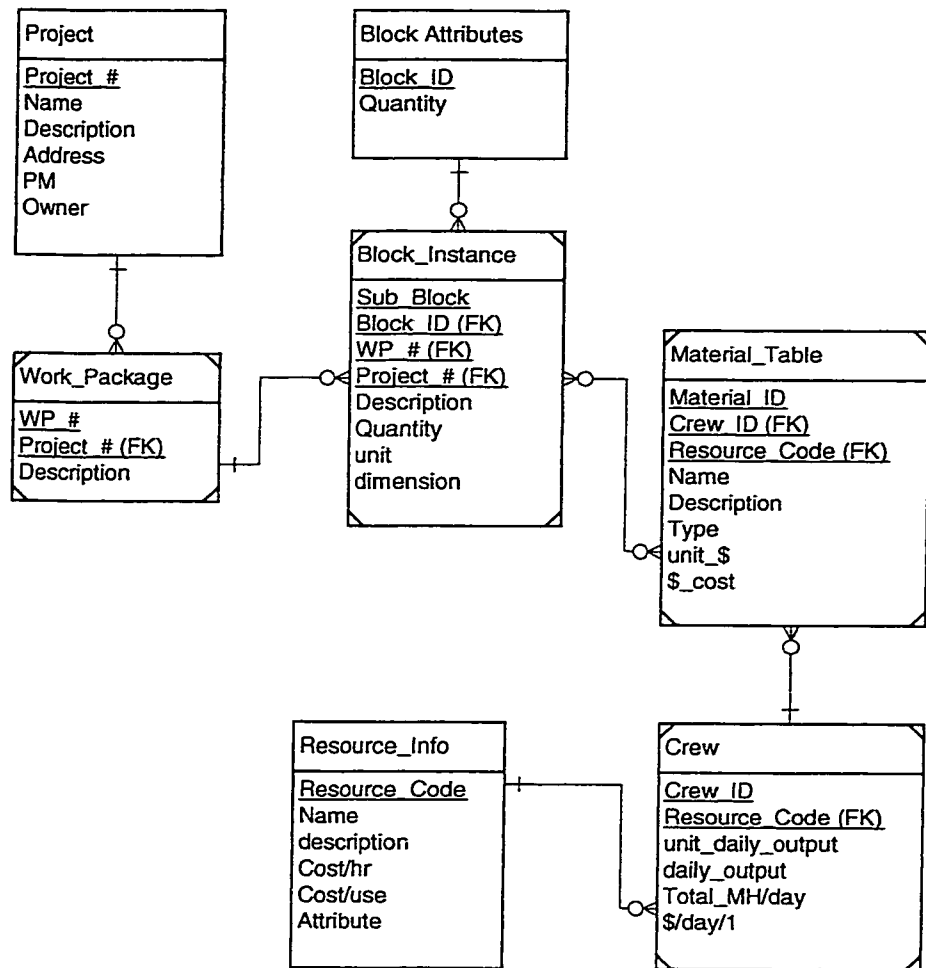 Project
Project_#
Name
Description
Address
PM
Owner
Block Attributes
Block_ID
Quantity
Block_Instance
Sub_Block
Block_ID (FK)
WP_# (FK)
Project_# (FK)
Description
Quantity
unit
dimension
Work_Package
WP_#
Project_# (FK)
Description
Material_Table
Material_ID
Crew_ID (FK)
Resource_Code (FK)
Name
Description
Type
unit_$
$_cost
Resource_Info
Resource_Code
Name
description
Cost/hr
Cost/use
Attribute
Crew
Crew_ID
Resource_Code (FK)
unit_daily_output
daily_output
Total_MH/day
$/day/1